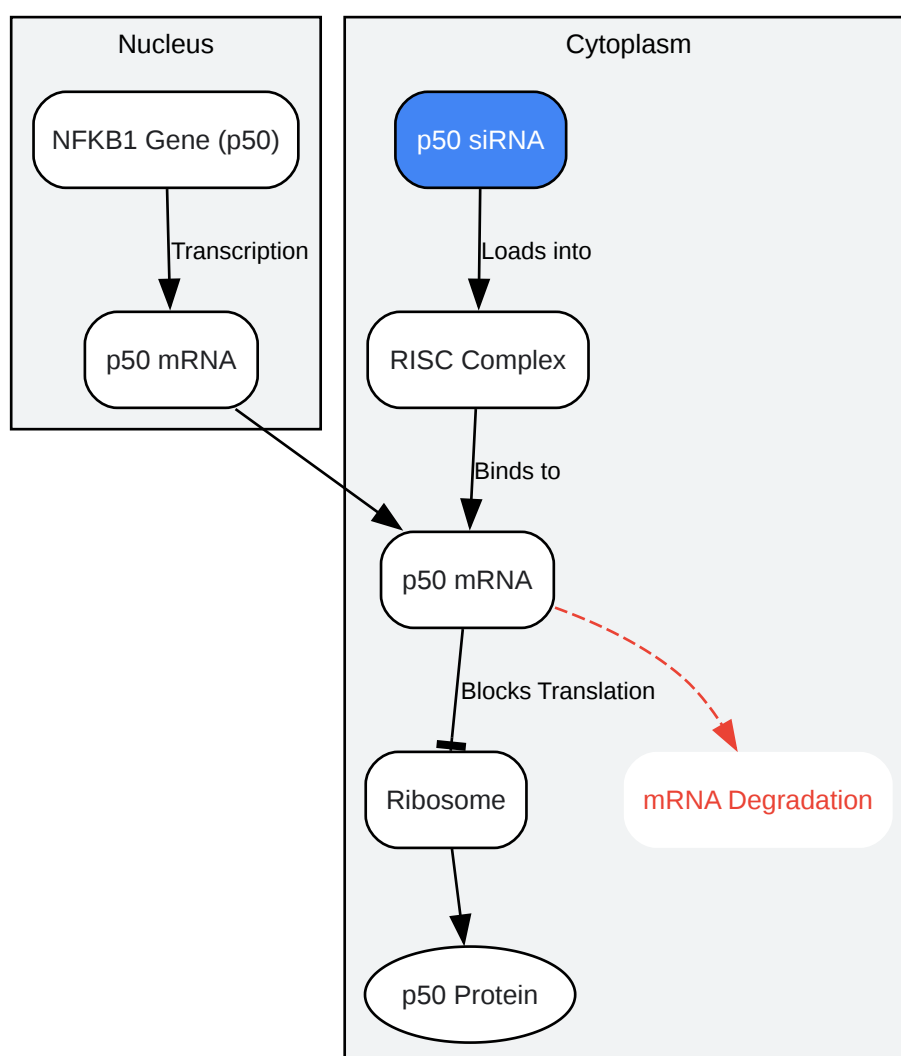 Nucleus
Cytoplasm
NFKB1 Gene (p50)
p50 siRNA
Transcription
Loads into
p50 mRNA
RISC Complex
Binds to
p50 mRNA
Blocks Translation
Ribosome
mRNA Degradation
p50 Protein